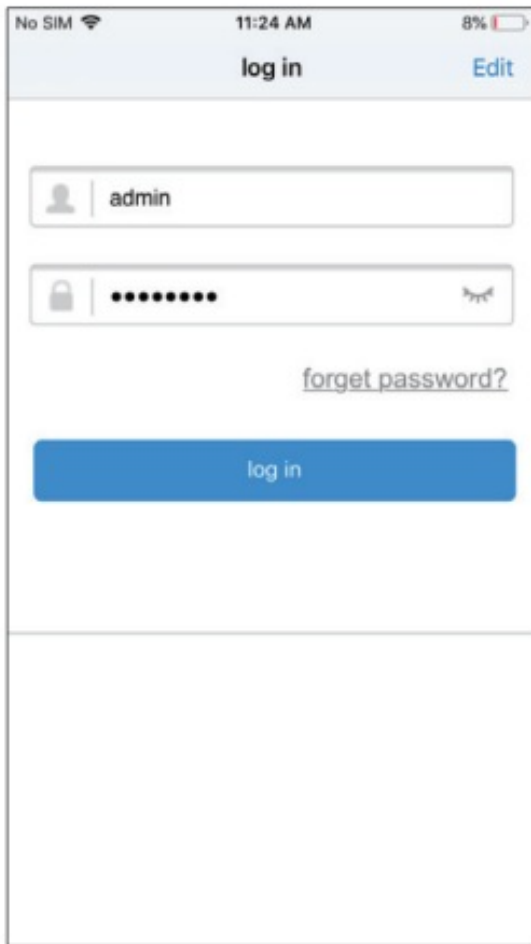 No SIM 11:24 AM 8%
log in Edit
admin
••••••••
forget password?
log in